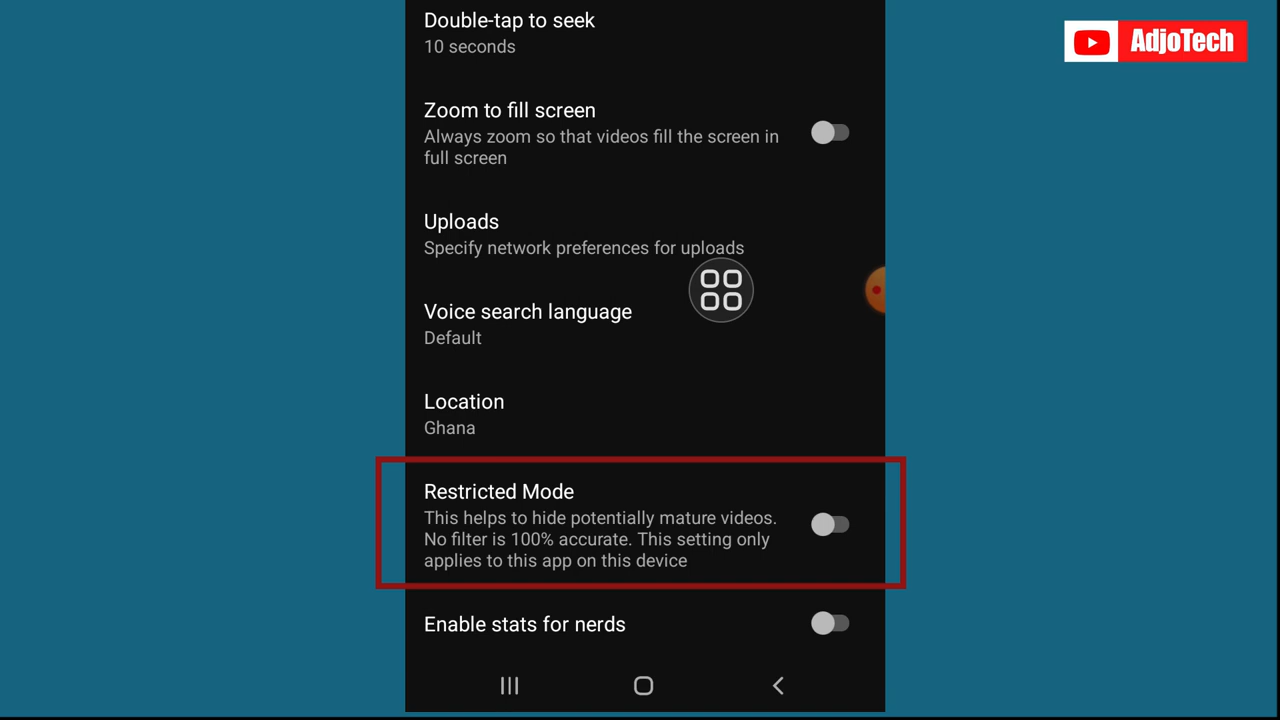 Double-tap to seek
10 seconds
AdjoTech
Zoom to fill screen
Always zoom so that videos fill the screen in
full screen
Uploads
Specify network preferences for uploads
Voice search language
Default
Location
Ghana
Restricted Mode
This helps to hide potentially mature videos.
No filter is 100% accurate. This setting only
applies to this app on this device
Enable stats for nerds